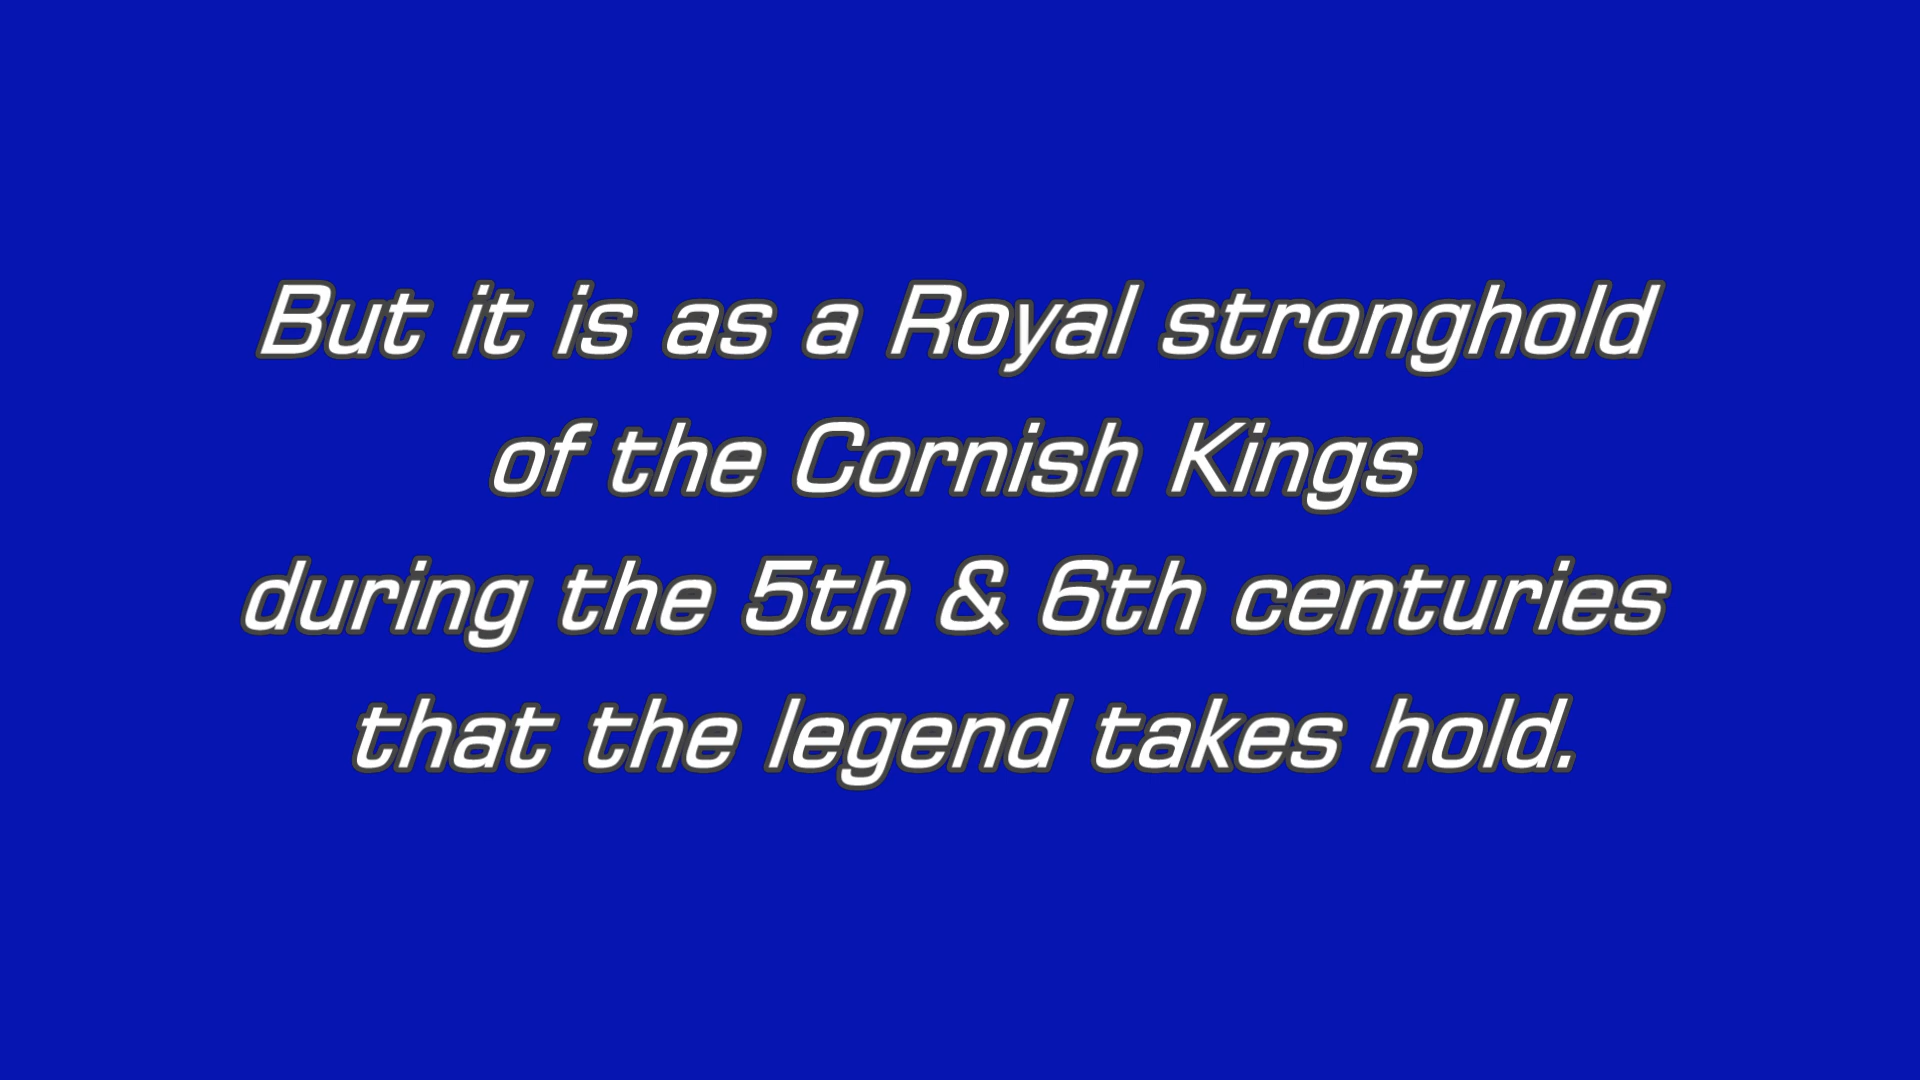 But it is as a Royal stronghold
of the Cornish Kings
during the 5th & 6th centuries
that the legend takes hold.